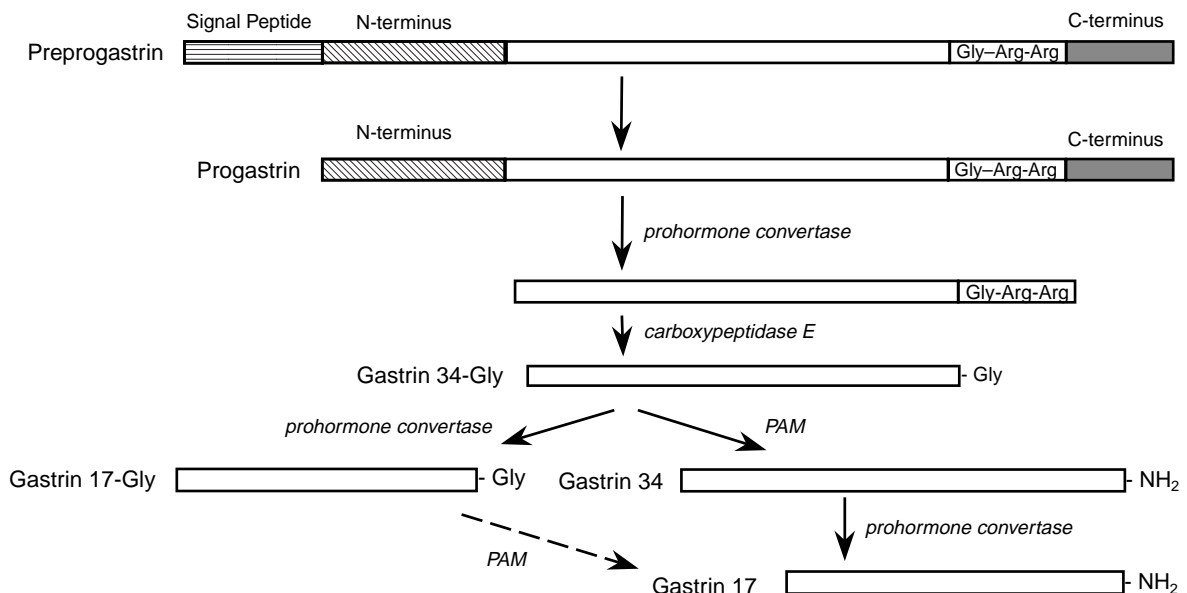 Signal Peptide N-terminus C-terminus
Preprogastrin Gly–Arg-Arg
N-terminus C-terminus
Progastrin Gly–Arg-Arg
prohormone convertase
Gly-Arg-Arg
carboxypeptidase E
Gastrin 34-Gly - Gly
prohormone convertase PAM
Gastrin 17-Gly - Gly Gastrin 34 - NH2
prohormone convertase
PAM
Gastrin 17 - NH2